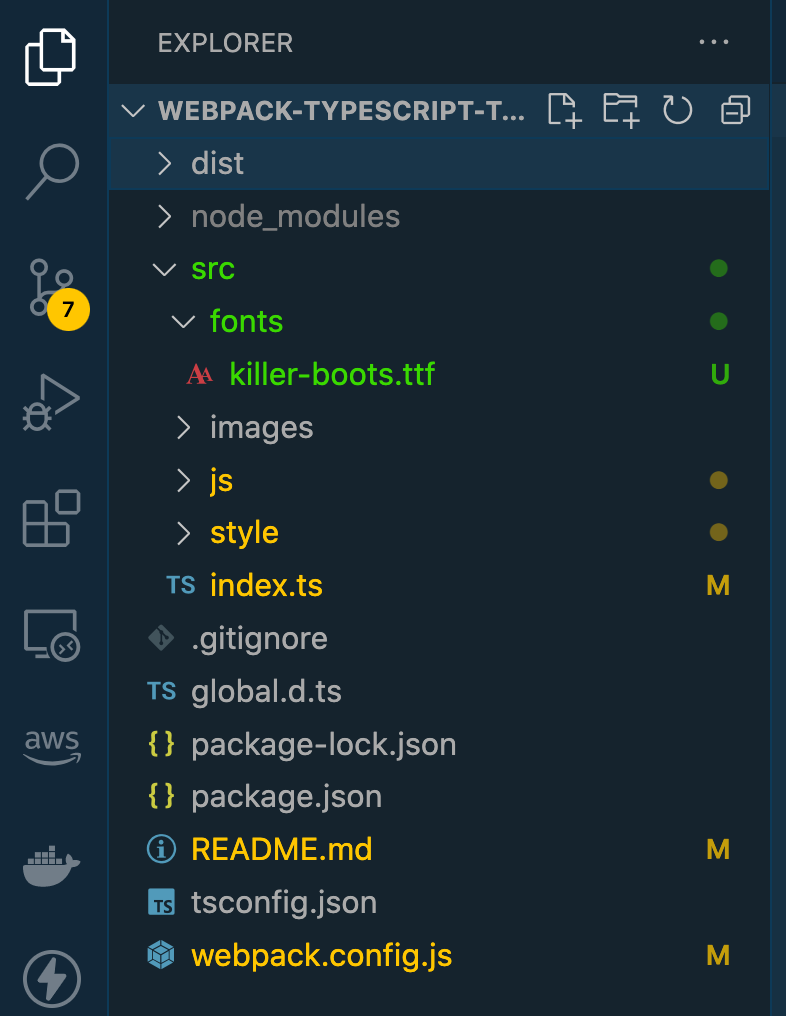 EXPLORER
WEBPACK-TYPESCRIPT-T...
dist
node_modules
src
7
fonts
killer-boots.ttf U
images
js
style
TS index.ts M
.gitignore
TS global.d.ts
{} package-lock.json
aws
{} package.json
README.md M
TS tsconfig.json
webpack.config.js M